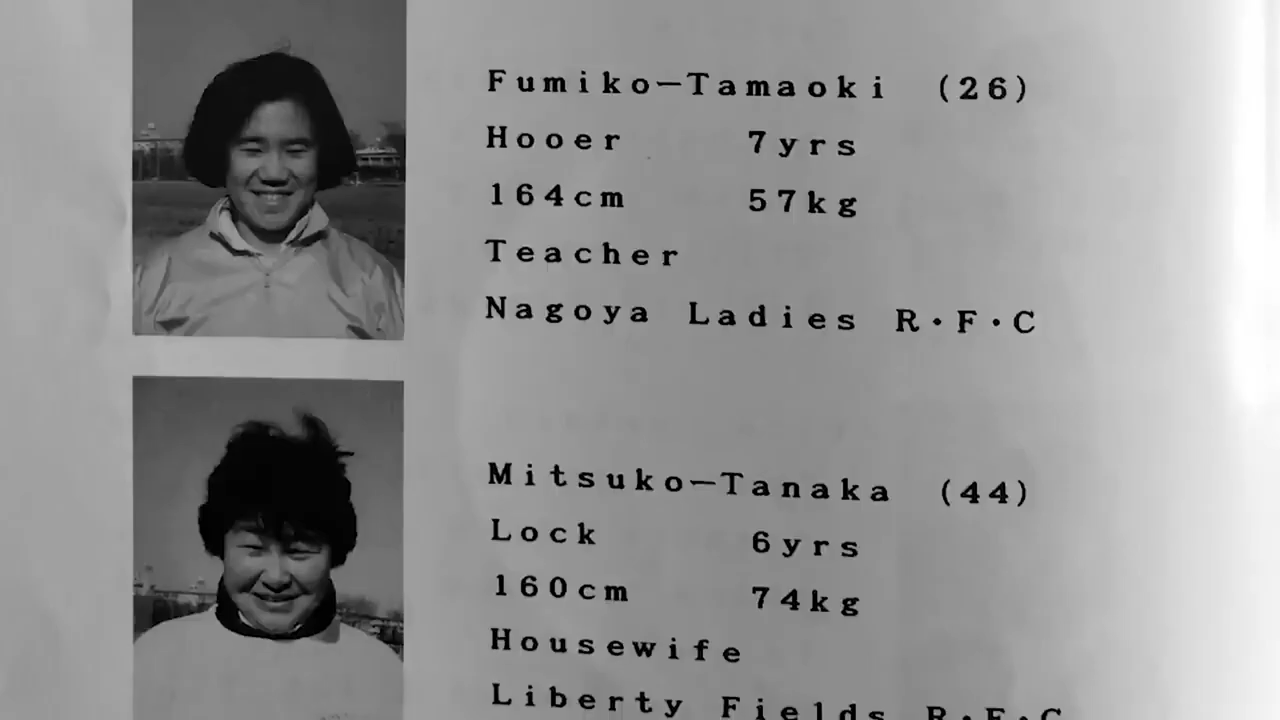 Fumiko－Tamaoki (26)
Hooer 7yrs
164cm 57kg
Teacher
Nagoya Ladies R・F・C
Mitsuko－Tanaka (44)
Lock 6yrs
160cm 74kg
Housewife
Liberty Fields R・F・C